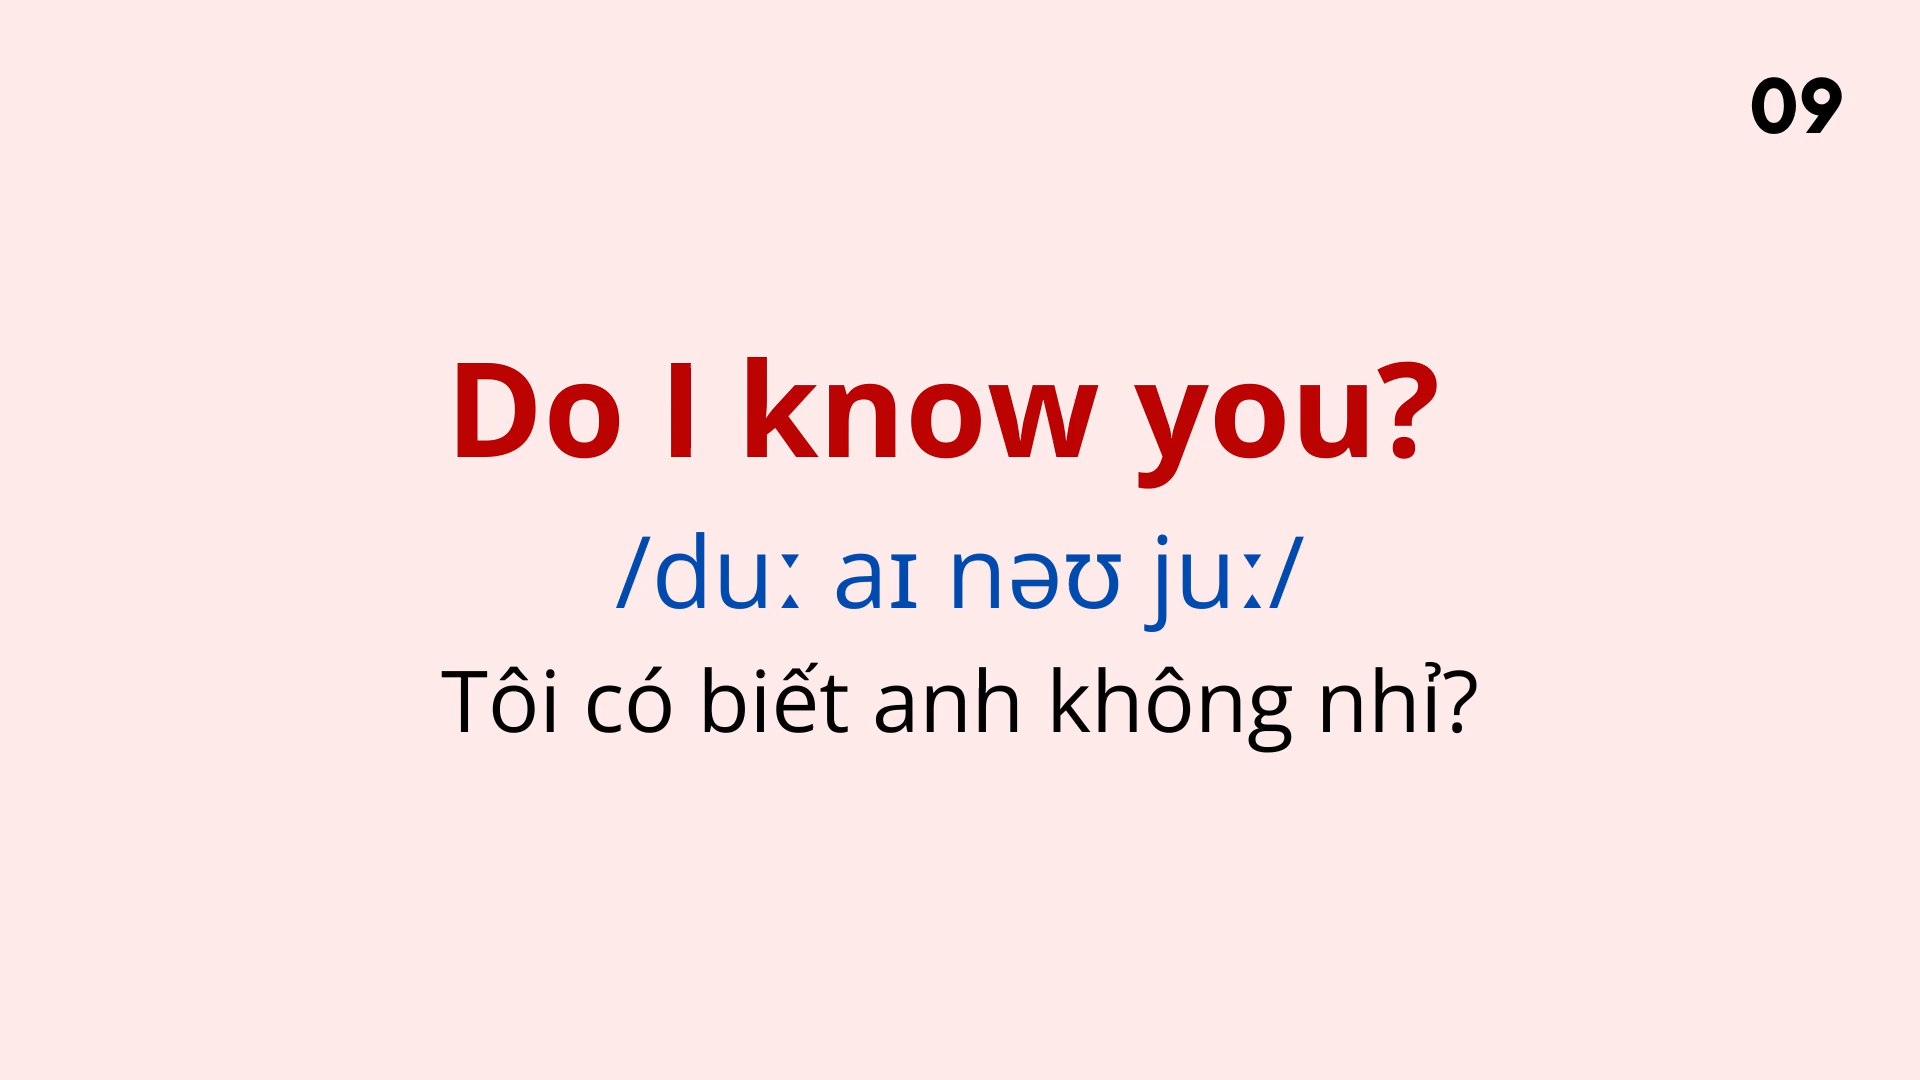 09
Do I know you?
/duː aɪ nəʊ juː/
Tôi có biết anh không nhỉ?